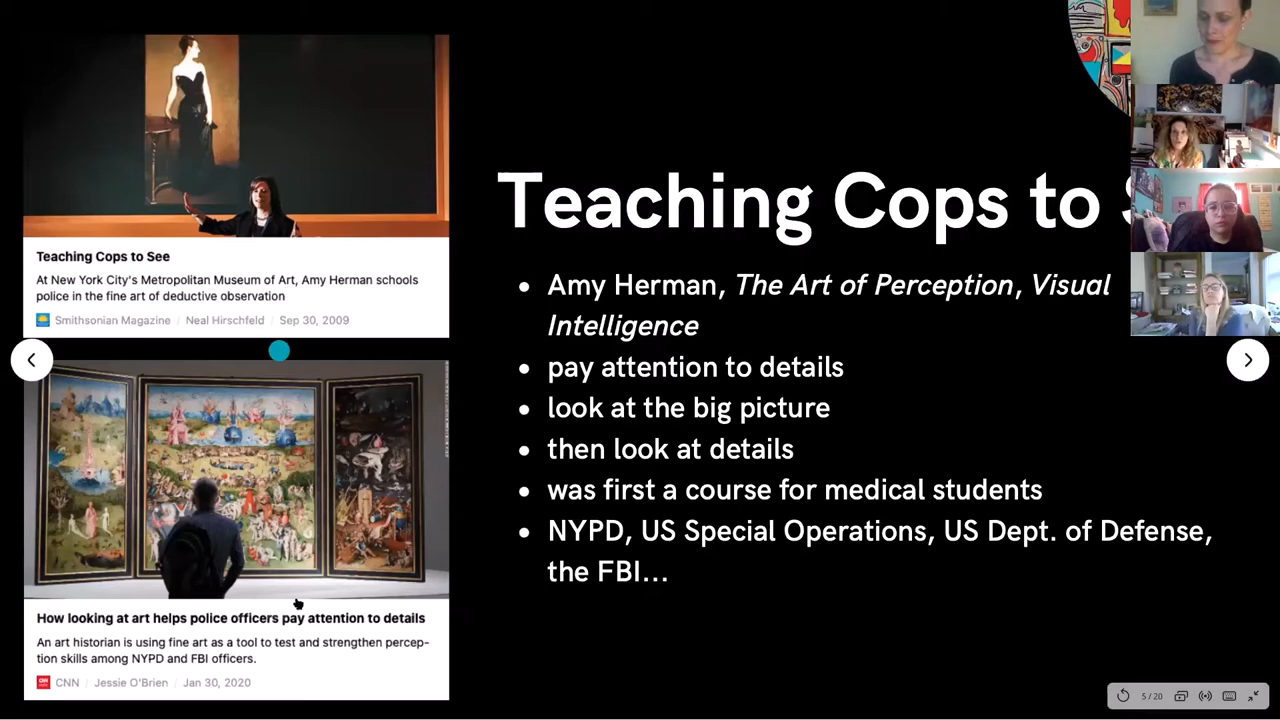 Teaching Cops to See
At New York City's Metropolitan Museum of Art, Amy Herman schools
police in the fine art of deductive observation
Smithsonian Magazine / Neal Hirschfeld / Sep 30, 2009
How looking at art helps police officers pay attention to details
An art historian is using fine art as a tool to test and strengthen percep-
tion skills among NYPD and FBI officers.
CNN / Jessie O'Brien / Jan 30, 2020
Teaching Cops to
• Amy Herman, The Art of Perception, Visual
Intelligence
• pay attention to details
• look at the big picture
• then look at details
• was first a course for medical students
• NYPD, US Special Operations, US Dept. of Defense,
the FBI...
5 / 20